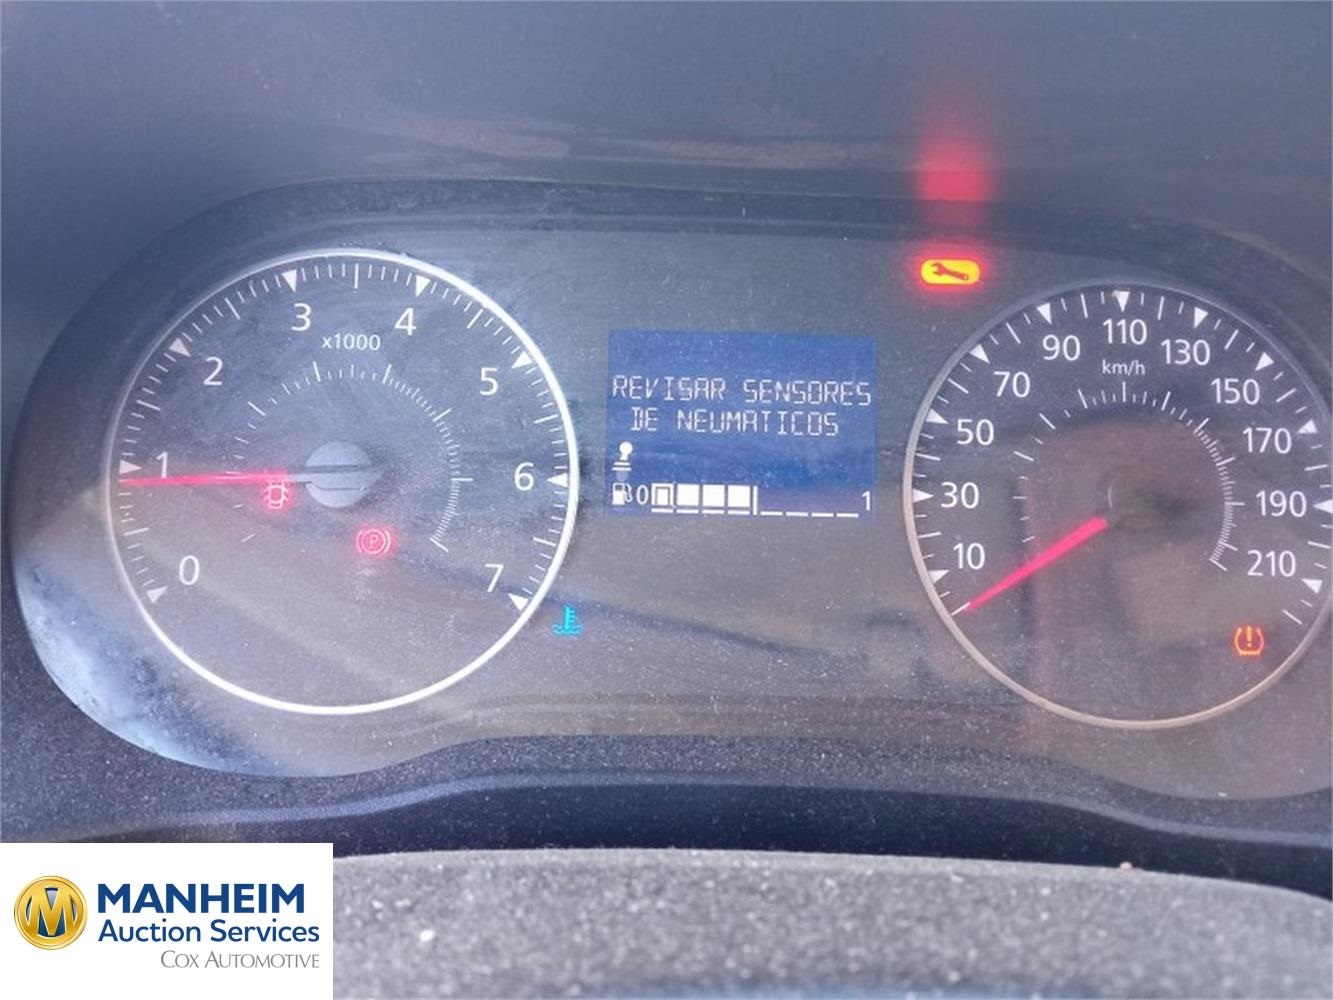 REVISAR SENSORES
DE NEUMATICOS
0 1
0 1 2 3 4 5 6 7
x1000
10 30 50 70 90 110 130 150 170 190 210
km/h
P
MANHEIM
Auction Services
COX AUTOMOTIVE